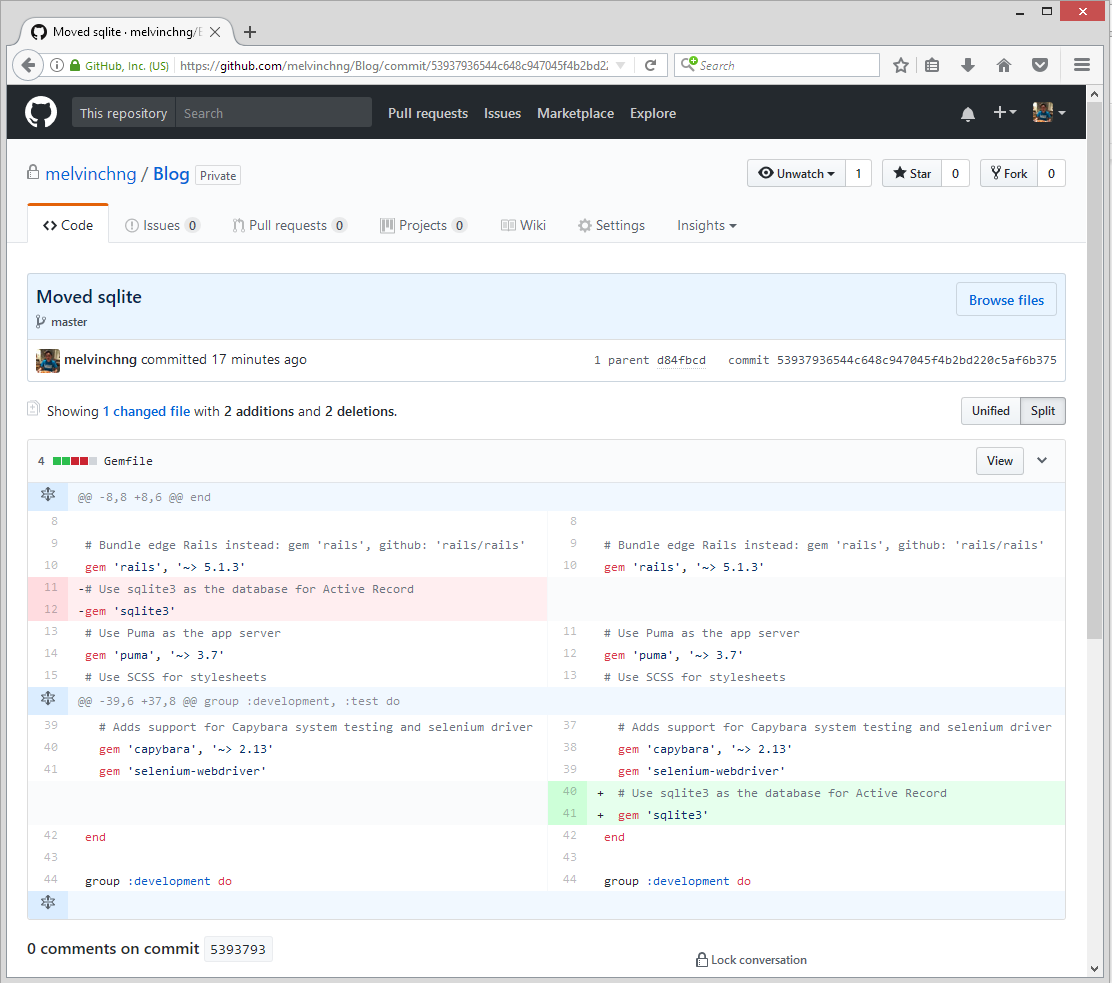 Moved sqlite · melvinchng/B
GitHub, Inc. (US) https://github.com/melvinchng/Blog/commit/53937936544c648c947045f4b2bd2 Search
This repository Search Pull requests Issues Marketplace Explore
melvinchng / Blog Private Unwatch 1 Star 0 Fork 0
Code Issues 0 Pull requests 0 Projects 0 Wiki Settings Insights
Moved sqlite
Browse files
master
melvinchng committed 17 minutes ago 1 parent d84fbcd commit 53937936544c648c947045f4b2bd220c5af6b375
Showing 1 changed file with 2 additions and 2 deletions. Unified Split
4 Gemfile View
@@ -8,8 +8,6 @@ end
8 8
9 # Bundle edge Rails instead: gem 'rails', github: 'rails/rails' 9 # Bundle edge Rails instead: gem 'rails', github: 'rails/rails'
10 gem 'rails', '~> 5.1.3' 10 gem 'rails', '~> 5.1.3'
11 -# Use sqlite3 as the database for Active Record
12 -gem 'sqlite3'
13 # Use Puma as the app server 11 # Use Puma as the app server
14 gem 'puma', '~> 3.7' 12 gem 'puma', '~> 3.7'
15 # Use SCSS for stylesheets 13 # Use SCSS for stylesheets
@@ -39,6 +37,8 @@ group :development, :test do
39 # Adds support for Capybara system testing and selenium driver 37 # Adds support for Capybara system testing and selenium driver
40 gem 'capybara', '~> 2.13' 38 gem 'capybara', '~> 2.13'
41 gem 'selenium-webdriver' 39 gem 'selenium-webdriver'
40 + # Use sqlite3 as the database for Active Record
41 + gem 'sqlite3'
42 end 42 end
43 43
44 group :development do 44 group :development do
0 comments on commit 5393793
Lock conversation